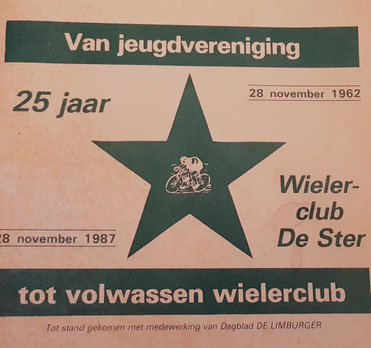 Van jeugdvereniging
25 jaar
28 november 1962
Wieler-
club
De Ster
28 november 1987
tot volwassen wielerclub
Tot stand gekomen met medewerking van Dagblad DE LIMBURGER